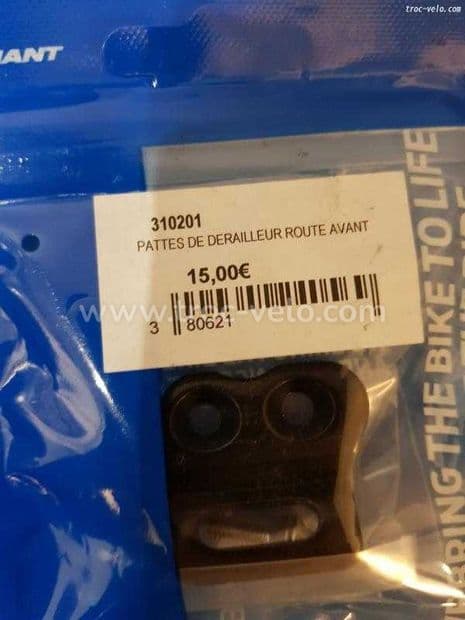 troc-velo.com
IANT
310201
PATTES DE DERAILLEUR ROUTE AVANT
15,00€
www.troc-velo.com
3 80621
BRING THE BIKE TO LIFE